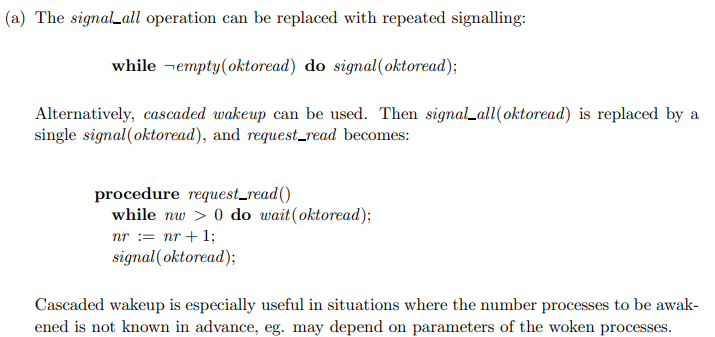 (a) The signal_all operation can be replaced with repeated signalling:
while ¬empty(oktoread) do signal(oktoread);
Alternatively, cascaded wakeup can be used. Then signal_all(oktoread) is replaced by a
single signal(oktoread), and request_read becomes:
procedure request_read()
while nw > 0 do wait(oktoread);
nr := nr + 1;
signal(oktoread);
Cascaded wakeup is especially useful in situations where the number processes to be awak-
ened is not known in advance, eg. may depend on parameters of the woken processes.